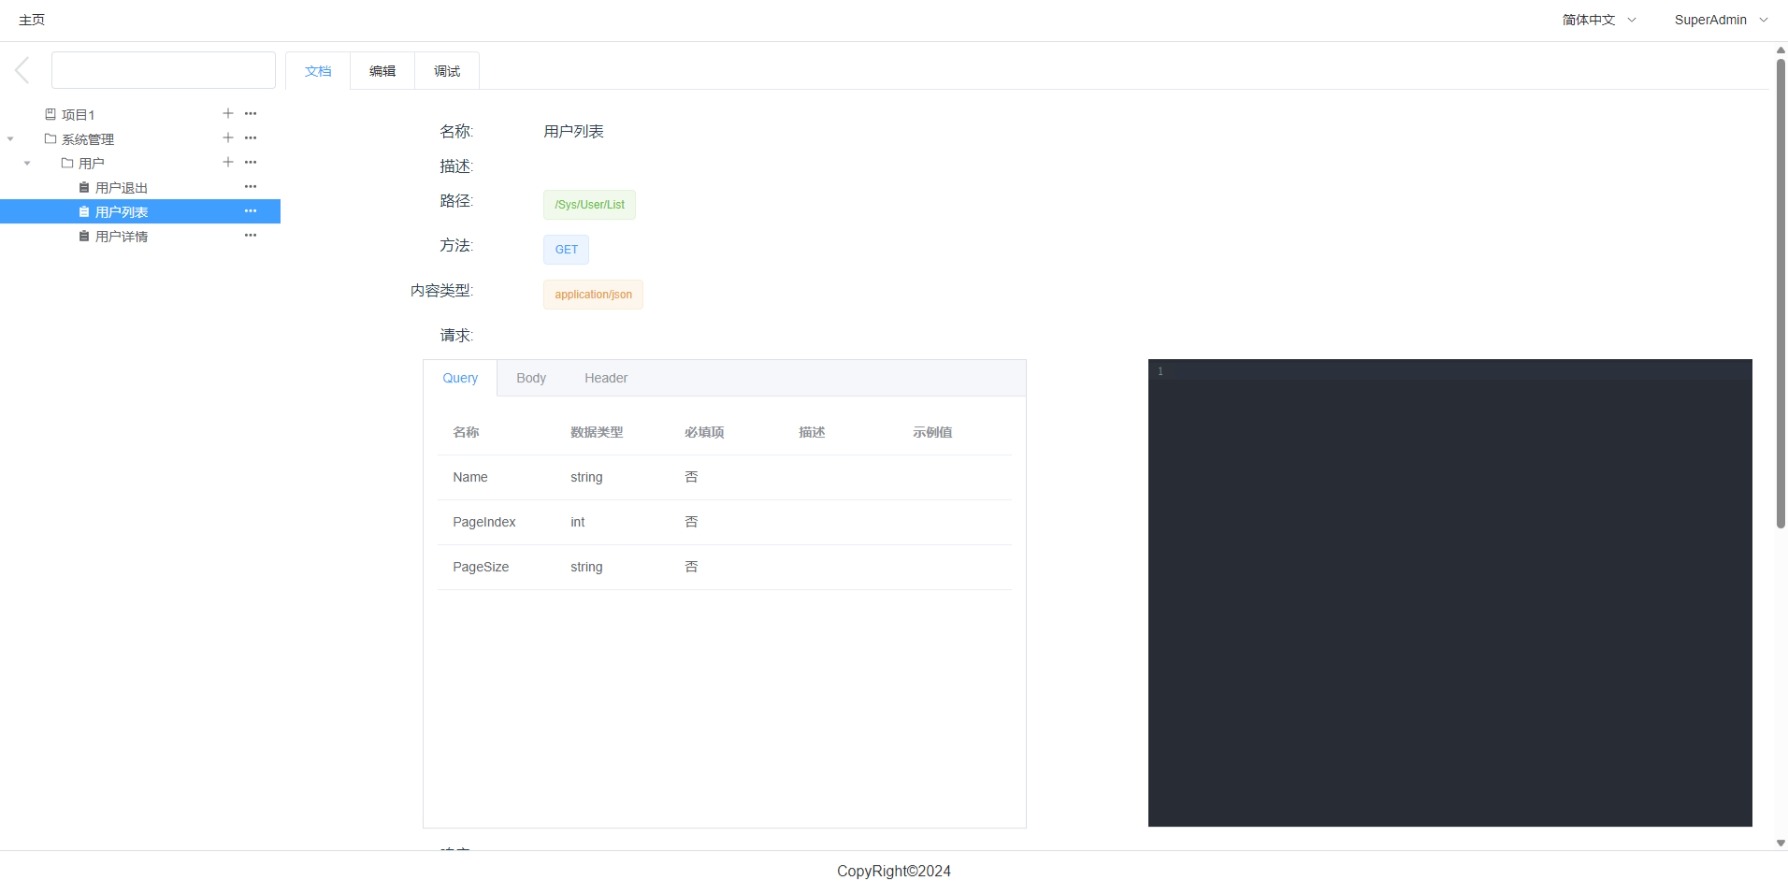 主页
简体中文
SuperAdmin
文档 编辑 调试
项目1
系统管理
用户
用户退出
用户列表
用户详情
名称: 用户列表
描述:
路径: /Sys/User/List
方法: GET
内容类型: application/json
请求:
Query Body Header
1
名称 数据类型 必填项 描述 示例值
Name string 否
PageIndex int 否
PageSize string 否
CopyRight©2024